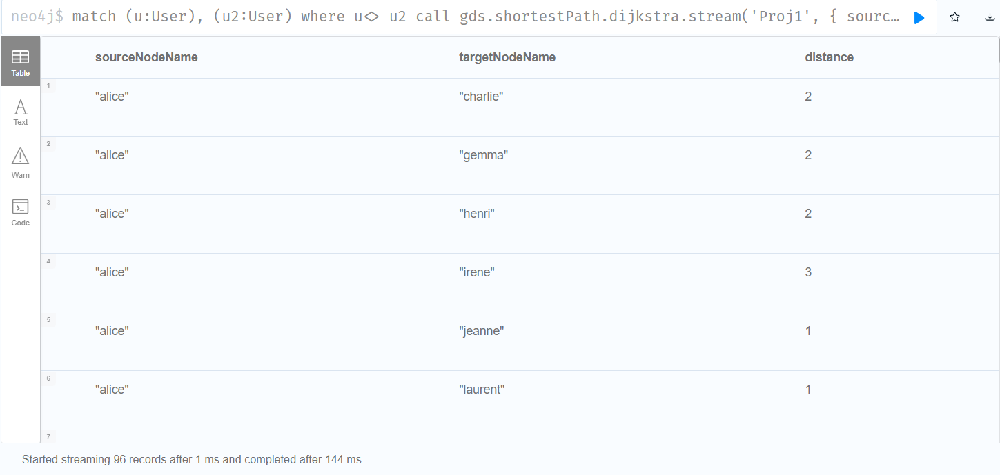 neo4j$ match (u:User), (u2:User) where u<> u2 call gds.shortestPath.dijkstra.stream('Proj1', { sourc…
Table
Text
Warn
Code
sourceNodeName targetNodeName distance
1 "alice" "charlie" 2
2 "alice" "gemma" 2
3 "alice" "henri" 2
4 "alice" "irene" 3
5 "alice" "jeanne" 1
6 "alice" "laurent" 1
7
Started streaming 96 records after 1 ms and completed after 144 ms.